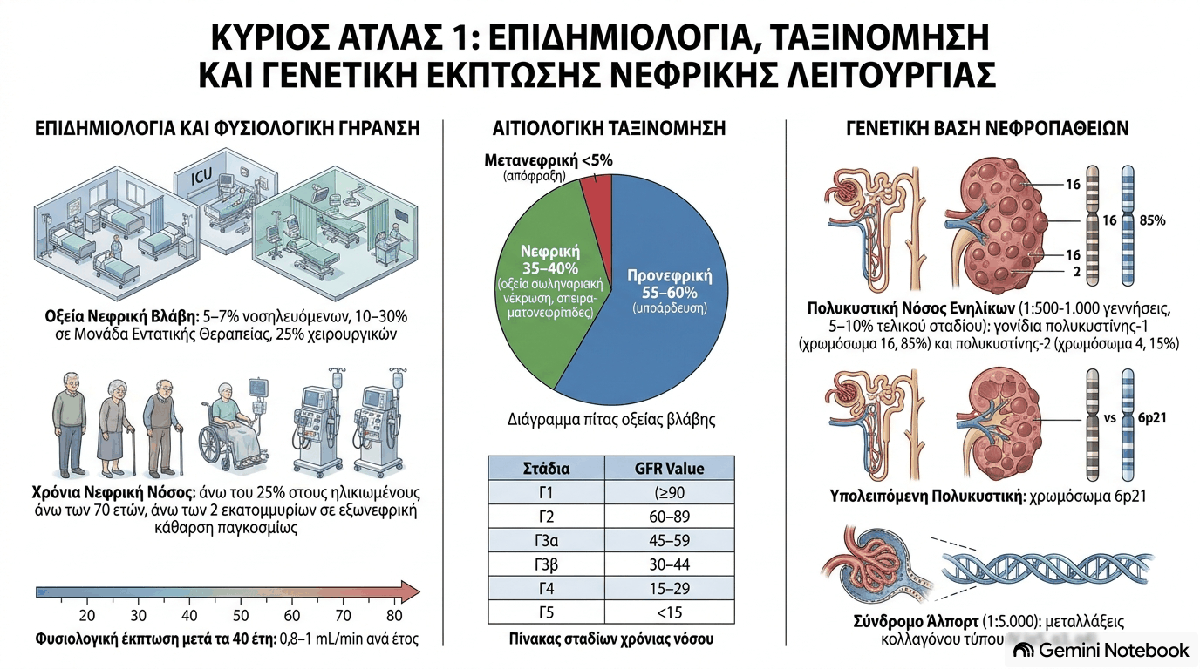 ΚΥΡΙΟΣ ΑΤΛΑΣ 1: ΕΠΙΔΗΜΙΟΛΟΓΙΑ, ΤΑΞΙΝΟΜΗΣΗ
ΚΑΙ ΓΕΝΕΤΙΚΗ ΕΚΠΤΩΣΗΣ ΝΕΦΡΙΚΗΣ ΛΕΙΤΟΥΡΓΙΑΣ
ΕΠΙΔΗΜΙΟΛΟΓΙΑ ΚΑΙ ΦΥΣΙΟΛΟΓΙΚΗ ΓΗΡΑΝΣΗ
ICU
Οξεία Νεφρική Βλάβη: 5–7% νοσηλευόμενων, 10–30%
σε Μονάδα Εντατικής Θεραπείας, 25% χειρουργικών
Χρόνια Νεφρική Νόσος: άνω του 25% στους ηλικιωμένους
άνω των 70 ετών, άνω των 2 εκατομμυρίων σε εξωνεφρική
κάθαρση παγκοσμίως
20 30 40 50 60 70 80
Φυσιολογική έκπτωση μετά τα 40 έτη: 0,8–1 mL/min ανά έτος
ΑΙΤΙΟΛΟΓΙΚΗ ΤΑΞΙΝΟΜΗΣΗ
Μετανεφρική <5%
(απόφραξη)
Νεφρική
35–40%
(οξεία σωληναριακή
νέκρωση, σπειρα-
ματονεφρίτιδες)
Προνεφρική
55–60%
(υποάρδευση)
Διάγραμμα πίτας οξείας βλάβης
Στάδια GFR Value
Γ1 (≥90
Γ2 60–89
Γ3α 45–59
Γ3β 30–44
Γ4 15–29
Γ5 <15
Πίνακας σταδίων χρόνιας νόσου
ΓΕΝΕΤΙΚΗ ΒΑΣΗ ΝΕΦΡΟΠΑΘΕΙΩΝ
16
16 85%
16
2
Πολυκυστική Νόσος Ενηλίκων (1:500-1.000 γεννήσεις,
5–10% τελικού σταδίου): γονίδια πολυκυστίνης-1
(χρωμόσωμα 16, 85%) και πολυκυστίνης-2 (χρωμόσωμα 4, 15%)
vs 6p21
Υπολειπόμενη Πολυκυστική: χρωμόσωμα 6p21
Σύνδρομο Άλπορτ (1:5.000): μεταλλάξεις
κολλαγόνου τύπου
Gemini Notebook